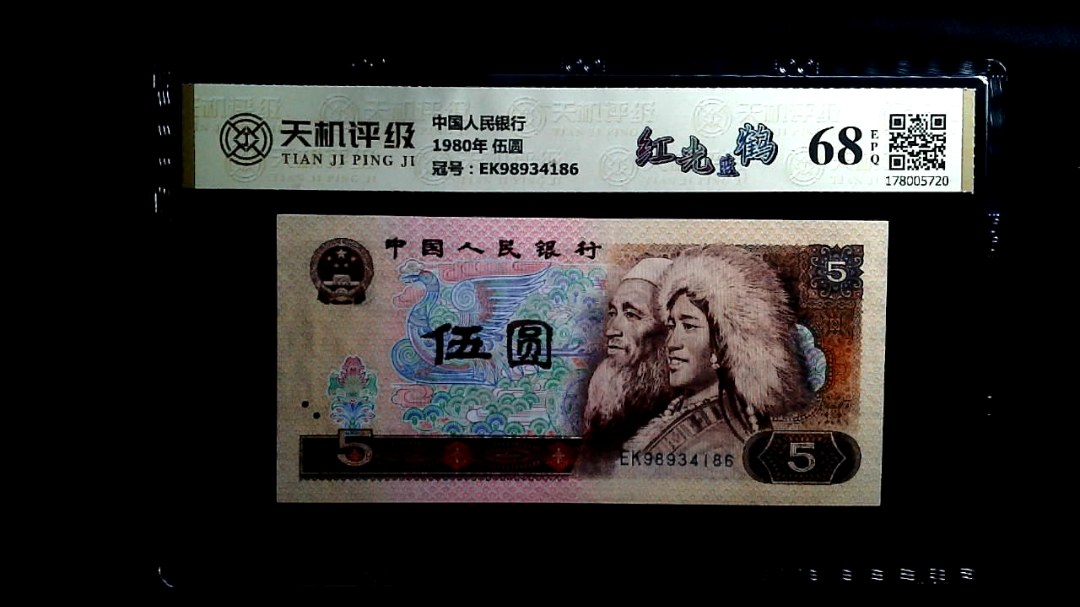 天机评级
TIAN JI PING JI
中国人民银行
1980年 伍圆
冠号：EK98934186
红光蓝鹤
68
EPQ
178005720
中国人民银行
5
伍圆
5
EK98934186
5